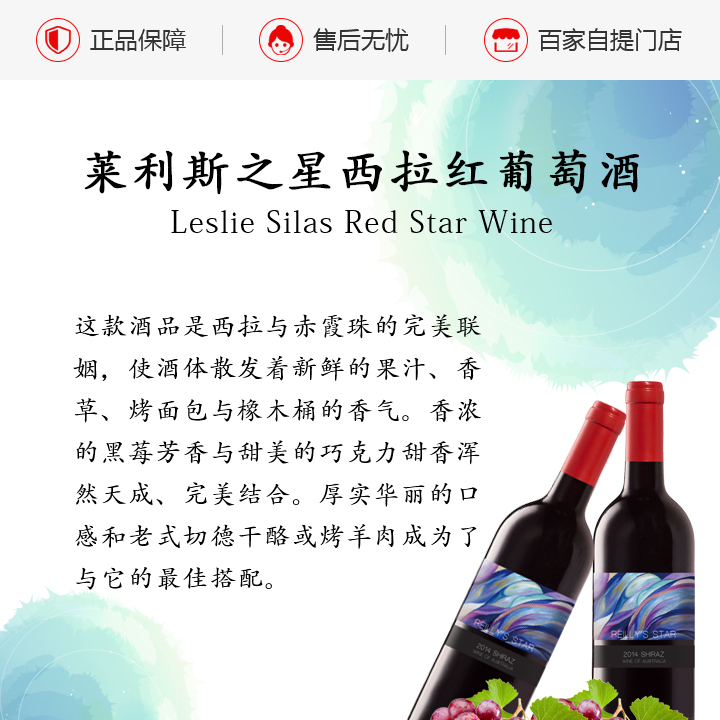 正品保障 售后无忧 百家自提门店
莱利斯之星西拉红葡萄酒
Leslie Silas Red Star Wine
这款酒品是西拉与赤霞珠的完美联
姻，使酒体散发着新鲜的果汁、香
草、烤面包与橡木桶的香气。香浓
的黑莓芳香与甜美的巧克力甜香浑
然天成、完美结合。厚实华丽的口
感和老式切德干酪或烤羊肉成为了
与它的最佳搭配。
REILLY'S STAR
2014 SHIRAZ
WINE OF AUSTRALIA
REILLY'S STAR
2014 SHIRAZ
WINE OF AUSTRALIA